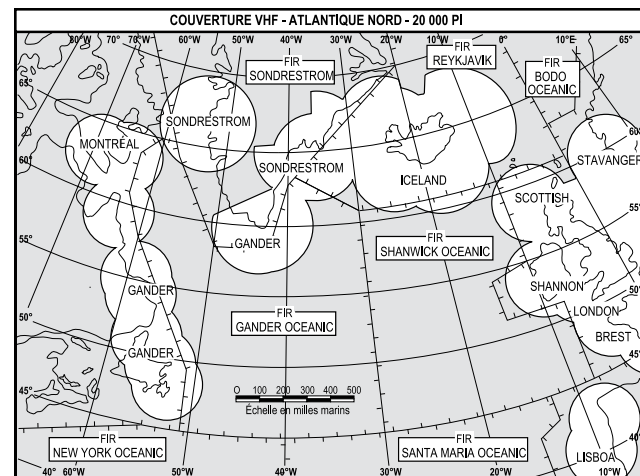 COUVERTURE VHF - ATLANTIQUE NORD - 20 000 PI
80°W 70° 70°W 60°W 50°W 40°W 30°W 20°W 10°W 0° 10°E 65°
FIR
SONDRESTROM
FIR
REYKJAVÍK
FIR
BODO
OCEANIC
65°
60°
55°
50°
45°
60°
55°
50°
45°
40°
MONTRÉAL
SONDRESTROM
SONDRESTROM
ICELAND
STAVANGER
SCOTTISH
GANDER
FIR
SHANWICK OCEANIC
SHANNON
LONDON
BREST
GANDER
GANDER
FIR
GANDER OCEANIC
0 100 200 300 400 500
Échelle en milles marins
FIR
NEW YORK OCEANIC
FIR
SANTA MARIA OCEANIC
LISBOA
40° 60°W 50°W 40°W 30°W 20°W 10°W